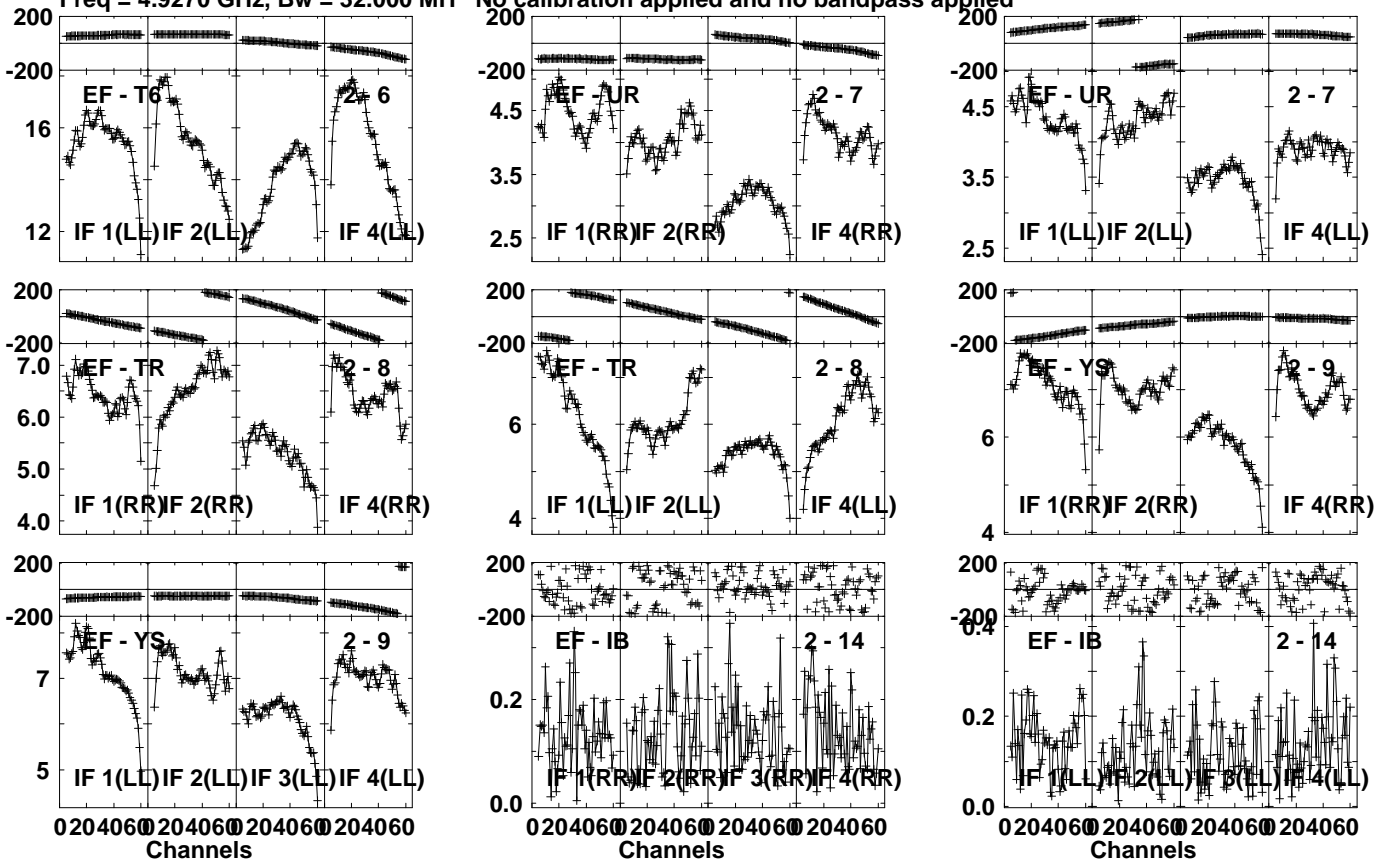 Freq = 4.9270 GHz, Bw = 32.000 MH No calibration applied and no bandpass applied
200
-200
EF - T6
2 - 6
16
12
IF 1(LL) IF 2(LL) IF 4(LL)
EF - UR
2 - 7
4.5
3.5
2.5
IF 1(RR) IF 2(RR) IF 4(RR)
200
-200
EF - UR
2 - 7
4.5
3.5
2.5
IF 1(LL) IF 2(LL) IF 4(LL)
200
-200
EF - TR
2 - 8
7.0
6.0
5.0
4.0
IF 1(RR) IF 2(RR) IF 4(RR)
200
-200
EF - TR
2 - 8
6
4
IF 1(LL) IF 2(LL) IF 4(LL)
200
-200
EF - YS
2 - 9
6
4
IF 1(RR) IF 2(RR) IF 4(RR)
200
-200
EF - YS
2 - 9
7
5
IF 1(LL) IF 2(LL) IF 3(LL) IF 4(LL)
0 20 40 60 0 20 40 60 0 20 40 60 0 20 40 60
Channels
200
-200
EF - IB
2 - 14
0.2
0.0
IF 1(RR) IF 2(RR) IF 3(RR) IF 4(RR)
0 20 40 60 0 20 40 60 0 20 40 60 0 20 40 60
Channels
200
-200
0.4
EF - IB
2 - 14
0.2
0.0
IF 1(LL) IF 2(LL) IF 3(LL) IF 4(LL)
0 20 40 60 0 20 40 60 0 20 40 60 0 20 40 60
Channels